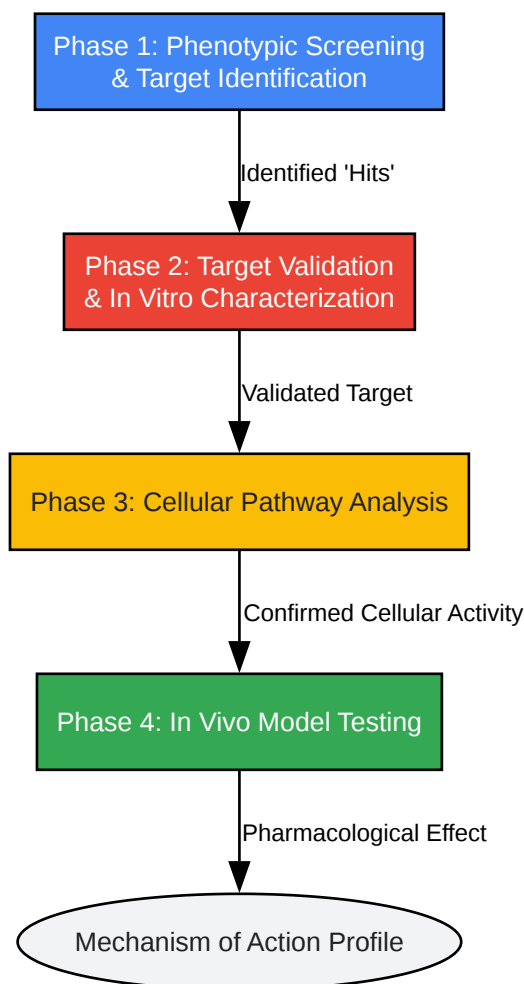 Phase 1: Phenotypic Screening
& Target Identification
Identified 'Hits'
Phase 2: Target Validation
& In Vitro Characterization
Validated Target
Phase 3: Cellular Pathway Analysis
Confirmed Cellular Activity
Phase 4: In Vivo Model Testing
Pharmacological Effect
Mechanism of Action Profile